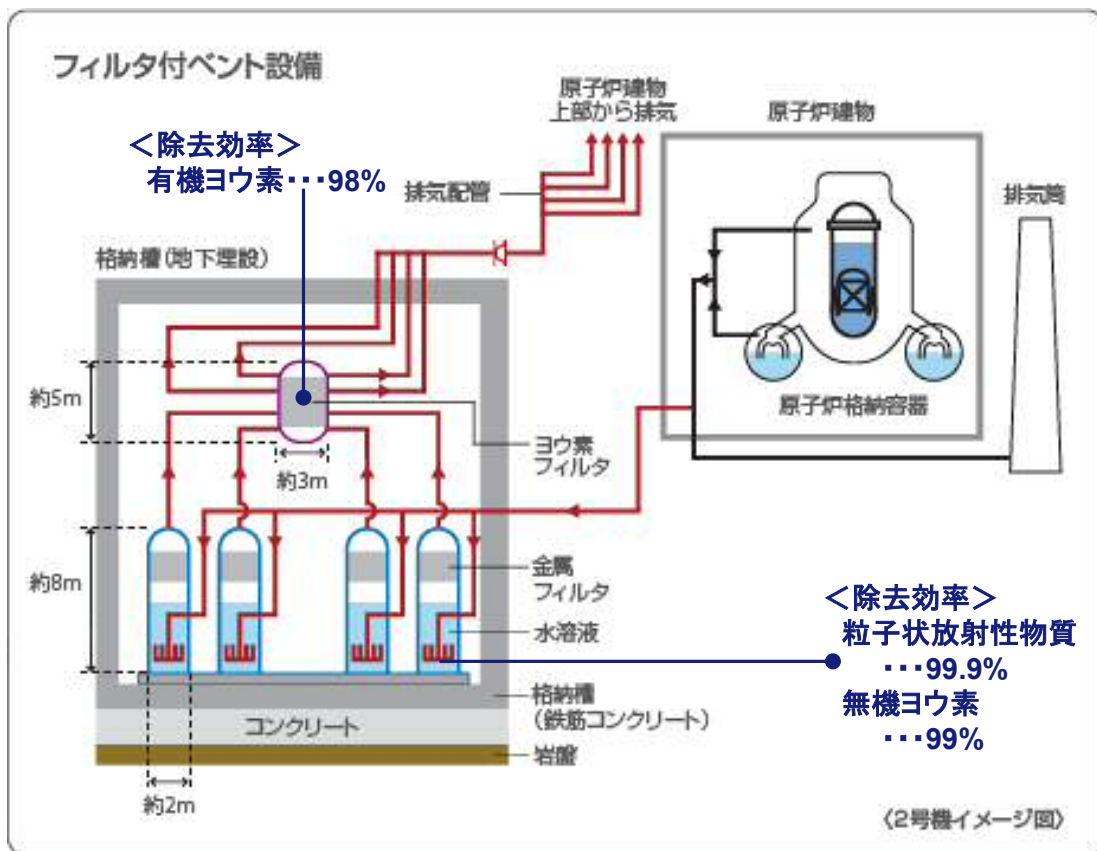 フィルタ付ベント設備
＜除去効率＞
有機ヨウ素･･･98%
原子炉建物
上部から排気
排気配管
原子炉建物
排気筒
格納槽（地下埋設）
原子炉格納容器
約5m
約3m
ヨウ素
フィルタ
約8m
金属
フィルタ
水溶液
＜除去効率＞
粒子状放射性物質
･･･99.9%
無機ヨウ素
･･･99%
格納槽
（鉄筋コンクリート）
コンクリート
岩盤
約2m
〈2号機イメージ図〉